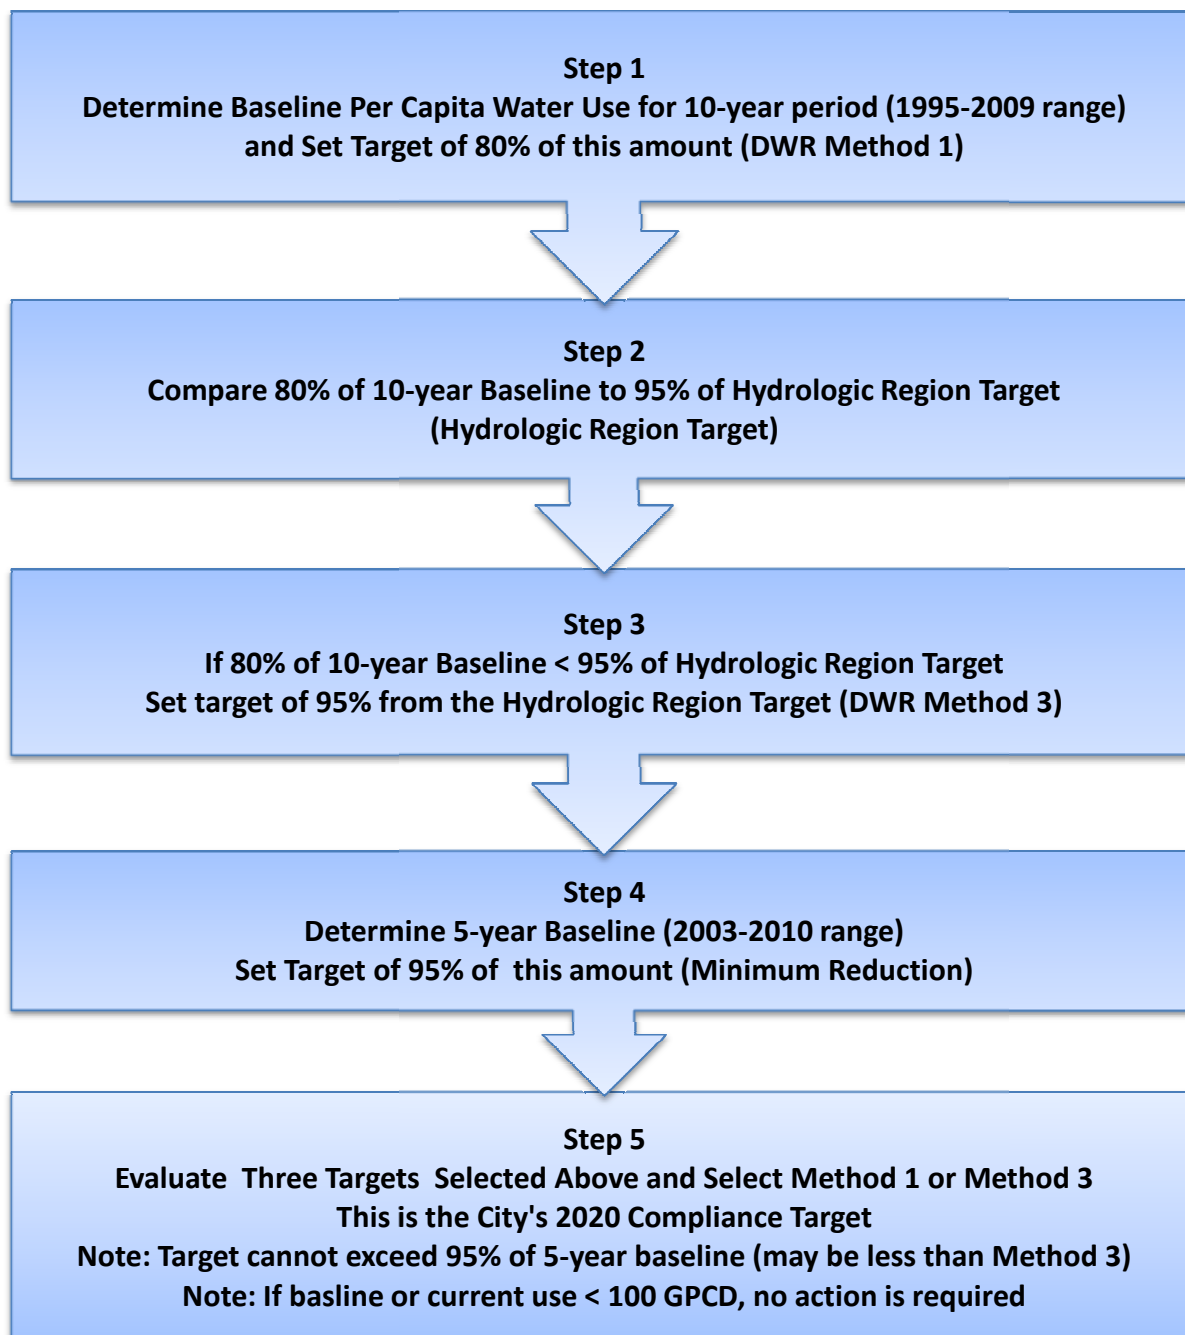 Step 1
Determine Baseline Per Capita Water Use for 10-year period (1995-2009 range)
and Set Target of 80% of this amount (DWR Method 1)
Step 2
Compare 80% of 10-year Baseline to 95% of Hydrologic Region Target
(Hydrologic Region Target)
Step 3
If 80% of 10-year Baseline < 95% of Hydrologic Region Target
Set target of 95% from the Hydrologic Region Target (DWR Method 3)
Step 4
Determine 5-year Baseline (2003-2010 range)
Set Target of 95% of this amount (Minimum Reduction)
Step 5
Evaluate Three Targets Selected Above and Select Method 1 or Method 3
This is the City's 2020 Compliance Target
Note: Target cannot exceed 95% of 5-year baseline (may be less than Method 3)
Note: If basline or current use < 100 GPCD, no action is required